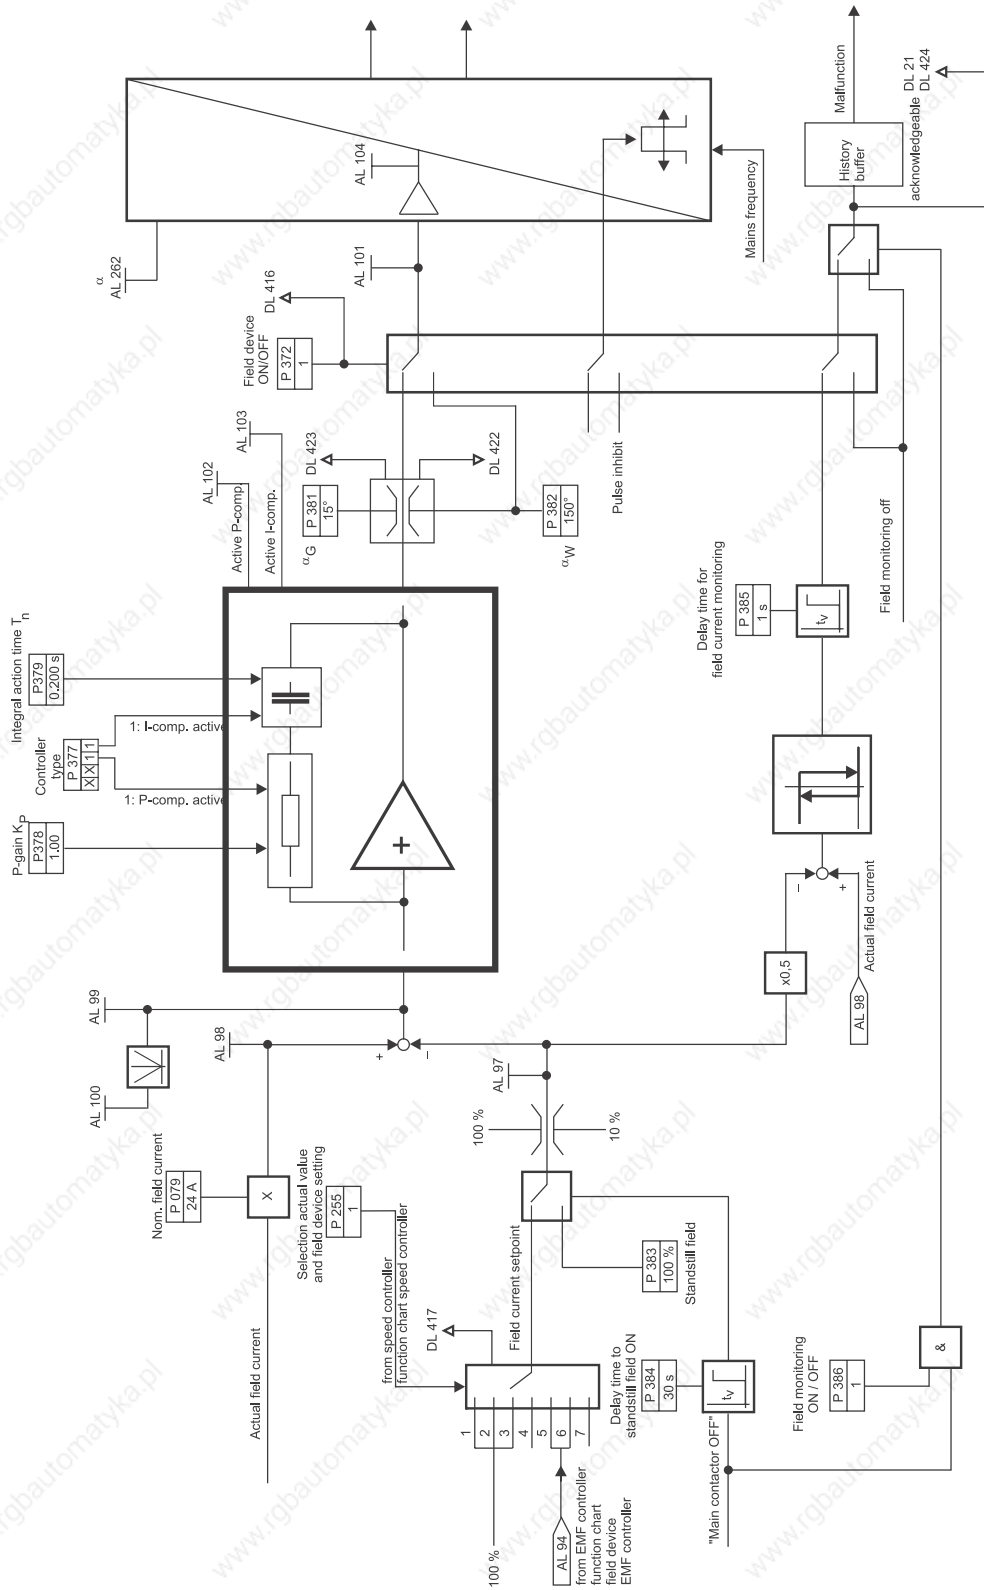 Integral action time Tn
P379
0.200 s
Controller
type
P 377
X X 1 1
P-gain KP
P378
1.00
1: I-comp. active
1: P-comp. active
AL 99
AL 100
AL 98
Nom. field current
P 079
24 A
X
Actual field current
Selection actual value
and field device setting
P 255
1
from speed controller
function chart speed controller
DL 417
1
2
3
4
5
6
7
100 %
AL 94
from EMF controller
function chart
field device
EMF controller
Field current setpoint
100 %
10 %
AL 97
+
–
P 383
100 %
Standstill field
Delay time to
standstill field ON
P 384
30 s
tv
"Main contactor OFF"
Field monitoring
ON / OFF
P 386
1
&
x0,5
–
+
AL 98
Actual field current
+
Active P-comp.
AL 102
Active I-comp.
AL 103
αG
P 381
15°
DL 423
DL 422
P 382
150°
αW
Field device
ON/OFF
P 372
1
DL 416
Pulse inhibit
Delay time for
field current monitoring
P 385
1 s
tv
Field monitoring off
α
AL 262
AL 101
AL 104
Mains frequency
History
buffer
Malfunction
acknowledgeable
DL 21
DL 424
www.rgbautomatyka.pl